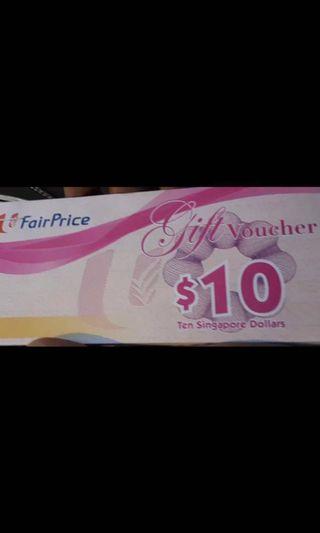 FairPrice
Gift Voucher
$10
Ten Singapore Dollars